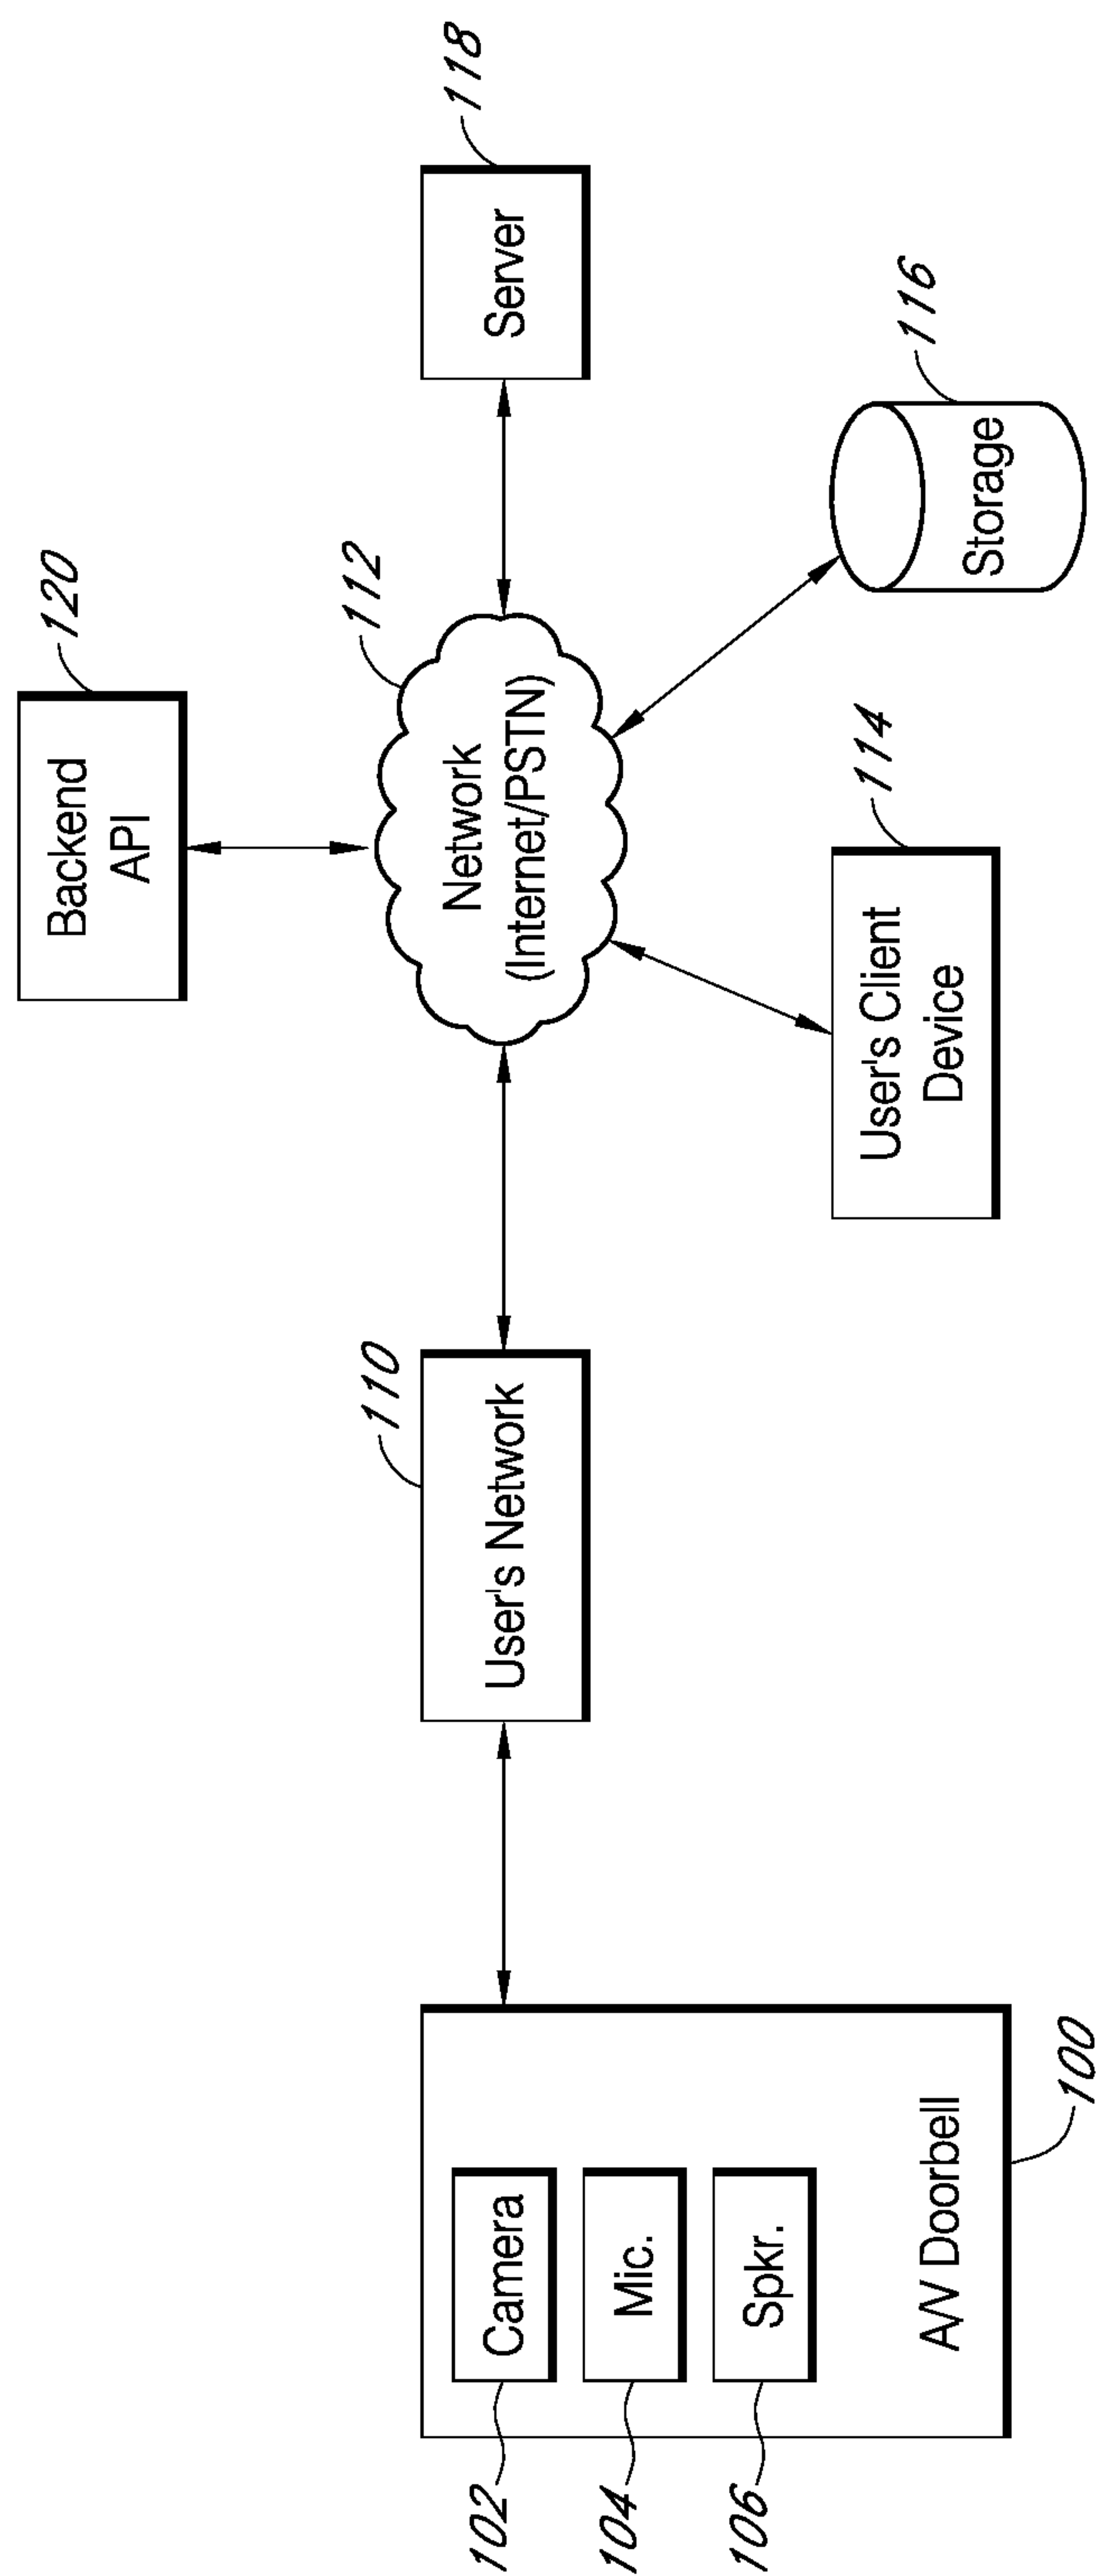 120
Backend
API
118
Server
112
Network
(Internet/PSTN)
110
User's Network
116
Storage
114
User's Client
Device
102
Camera
104
Mic.
106
Spkr.
A/V Doorbell
100